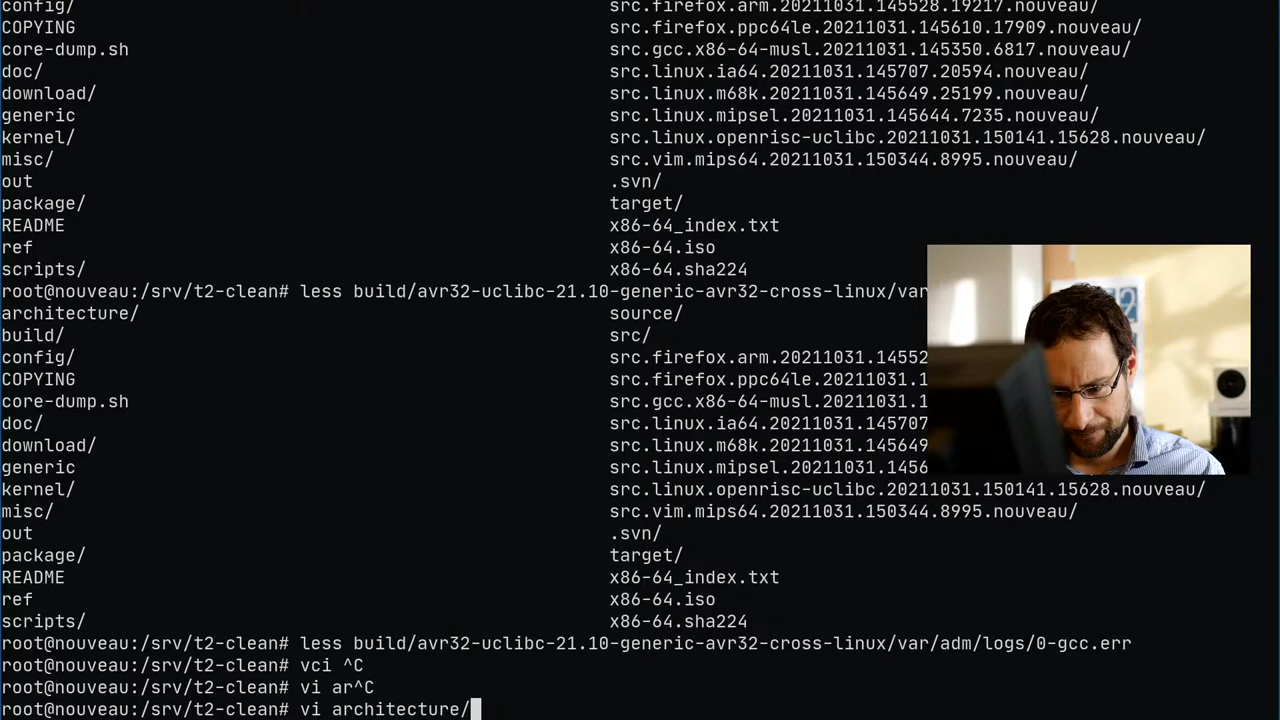 config/ src.firefox.arm.20211031.145528.19217.nouveau/
COPYING src.firefox.ppc64le.20211031.145610.17909.nouveau/
core-dump.sh src.gcc.x86-64-musl.20211031.145350.6817.nouveau/
doc/ src.linux.ia64.20211031.145707.20594.nouveau/
download/ src.linux.m68k.20211031.145649.25199.nouveau/
generic src.linux.mipsel.20211031.145644.7235.nouveau/
kernel/ src.linux.openrisc-uclibc.20211031.150141.15628.nouveau/
misc/ src.vim.mips64.20211031.150344.8995.nouveau/
out .svn/
package/ target/
README x86-64_index.txt
ref x86-64.iso
scripts/ x86-64.sha224
root@nouveau:/srv/t2-clean# less build/avr32-uclibc-21.10-generic-avr32-cross-linux/var
architecture/ source/
build/ src/
config/ src.firefox.arm.20211031.14552
COPYING src.firefox.ppc64le.20211031.1
core-dump.sh src.gcc.x86-64-musl.20211031.1
doc/ src.linux.ia64.20211031.145707
download/ src.linux.m68k.20211031.145649
generic src.linux.mipsel.20211031.1456
kernel/ src.linux.openrisc-uclibc.20211031.150141.15628.nouveau/
misc/ src.vim.mips64.20211031.150344.8995.nouveau/
out .svn/
package/ target/
README x86-64_index.txt
ref x86-64.iso
scripts/ x86-64.sha224
root@nouveau:/srv/t2-clean# less build/avr32-uclibc-21.10-generic-avr32-cross-linux/var/adm/logs/0-gcc.err
root@nouveau:/srv/t2-clean# vci ^C
root@nouveau:/srv/t2-clean# vi ar^C
root@nouveau:/srv/t2-clean# vi architecture/